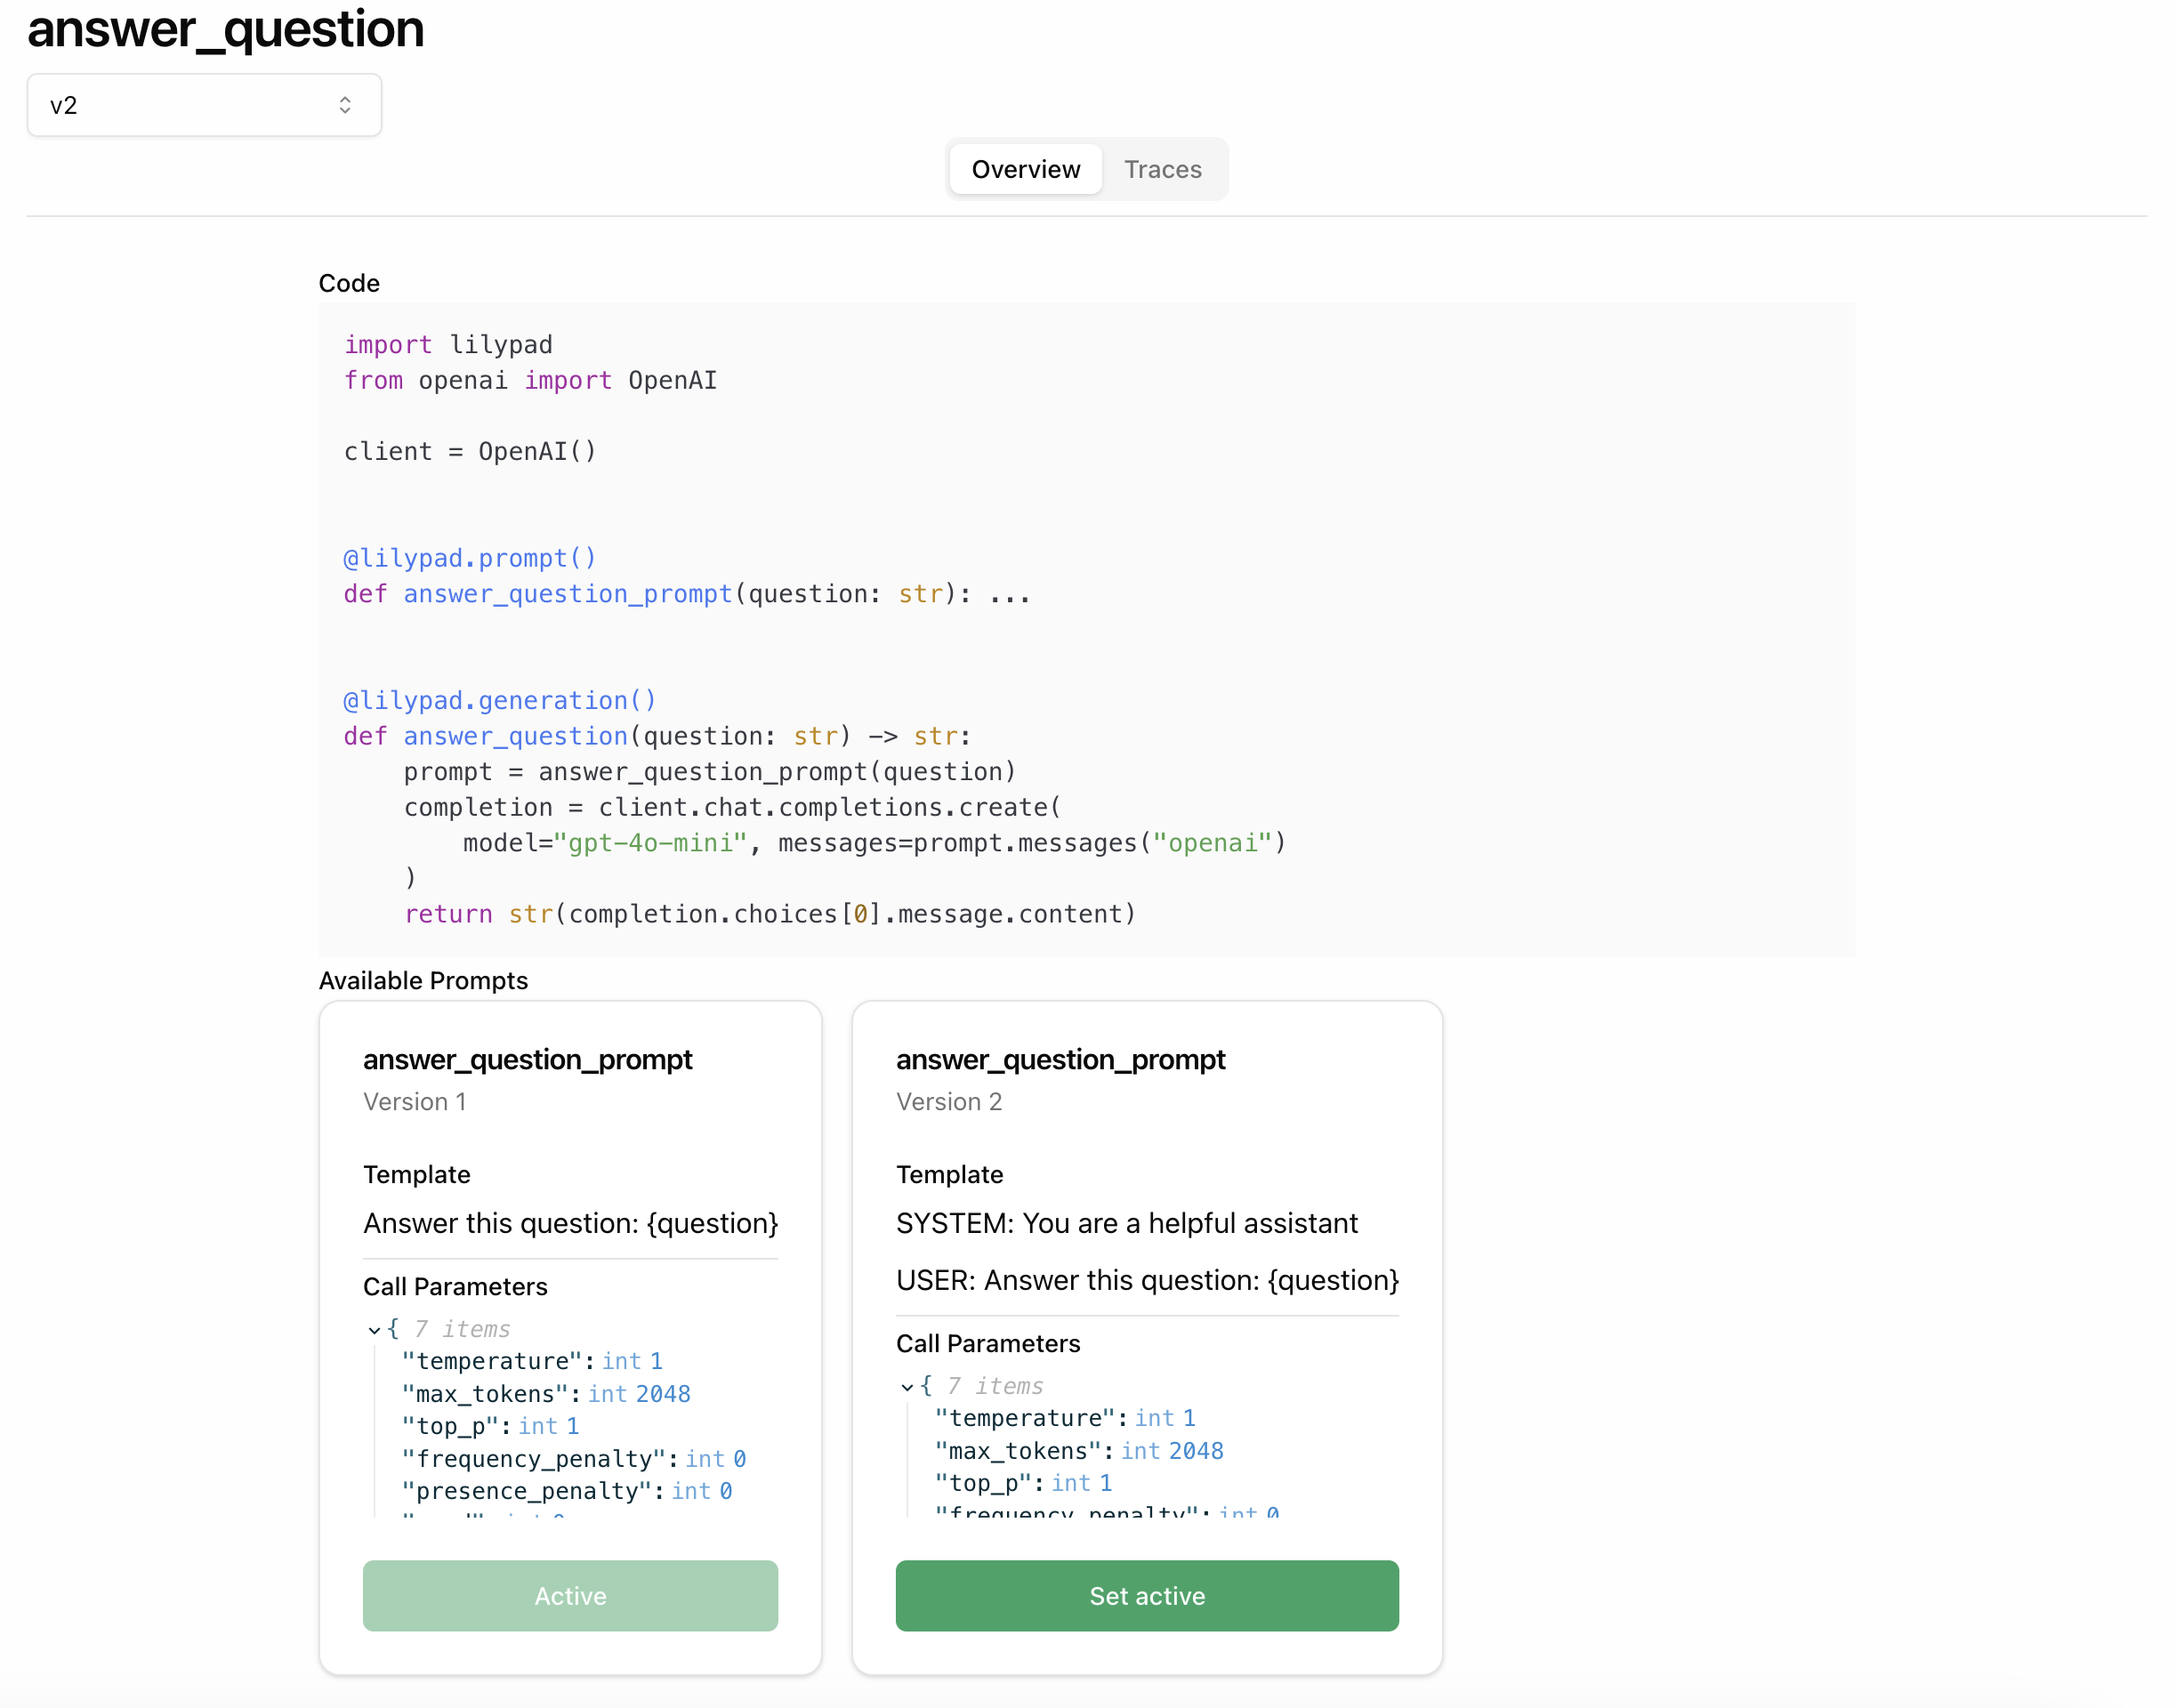 answer_question
v2
Overview Traces
Code
import lilypad
from openai import OpenAI
client = OpenAI()
@lilypad.prompt()
def answer_question_prompt(question: str): ...
@lilypad.generation()
def answer_question(question: str) -> str:
    prompt = answer_question_prompt(question)
    completion = client.chat.completions.create(
        model="gpt-4o-mini", messages=prompt.messages("openai")
    )
    return str(completion.choices[0].message.content)
Available Prompts
answer_question_prompt
Version 1
Template
Answer this question: {question}
Call Parameters
{ 7 items
"temperature": int 1
"max_tokens": int 2048
"top_p": int 1
"frequency_penalty": int 0
"presence_penalty": int 0
Active
answer_question_prompt
Version 2
Template
SYSTEM: You are a helpful assistant
USER: Answer this question: {question}
Call Parameters
{ 7 items
"temperature": int 1
"max_tokens": int 2048
"top_p": int 1
"frequency_penalty": int 0
Set active